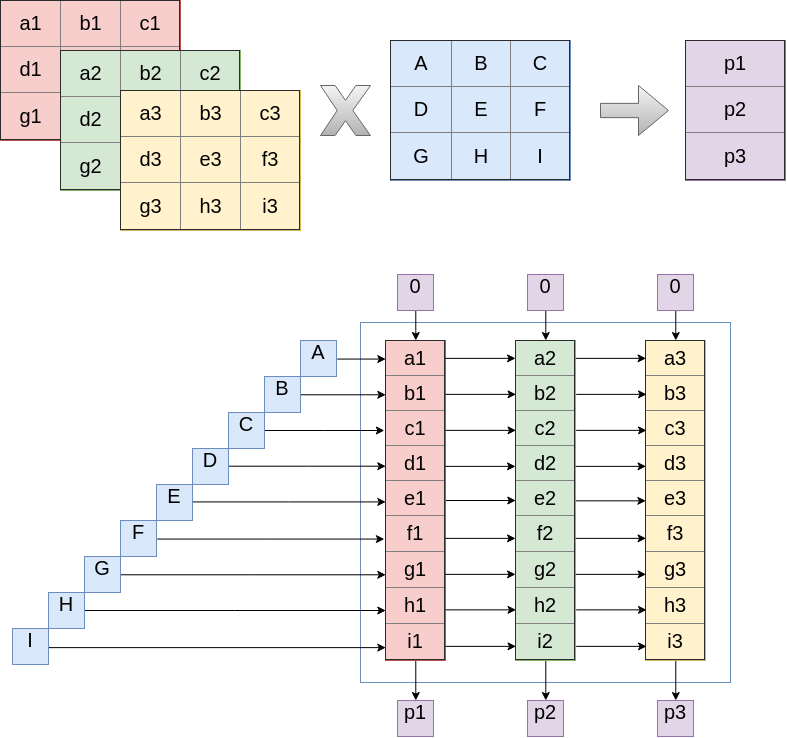 a1 b1 c1
d1
g1
a2 b2 c2
d2
g2
a3 b3 c3
d3 e3 f3
g3 h3 i3
X
A B C
D E F
G H I
p1
p2
p3
0 0 0
A a1 a2 a3
B b1 b2 b3
C c1 c2 c3
D d1 d2 d3
E e1 e2 e3
F f1 f2 f3
G g1 g2 g3
H h1 h2 h3
I i1 i2 i3
p1 p2 p3